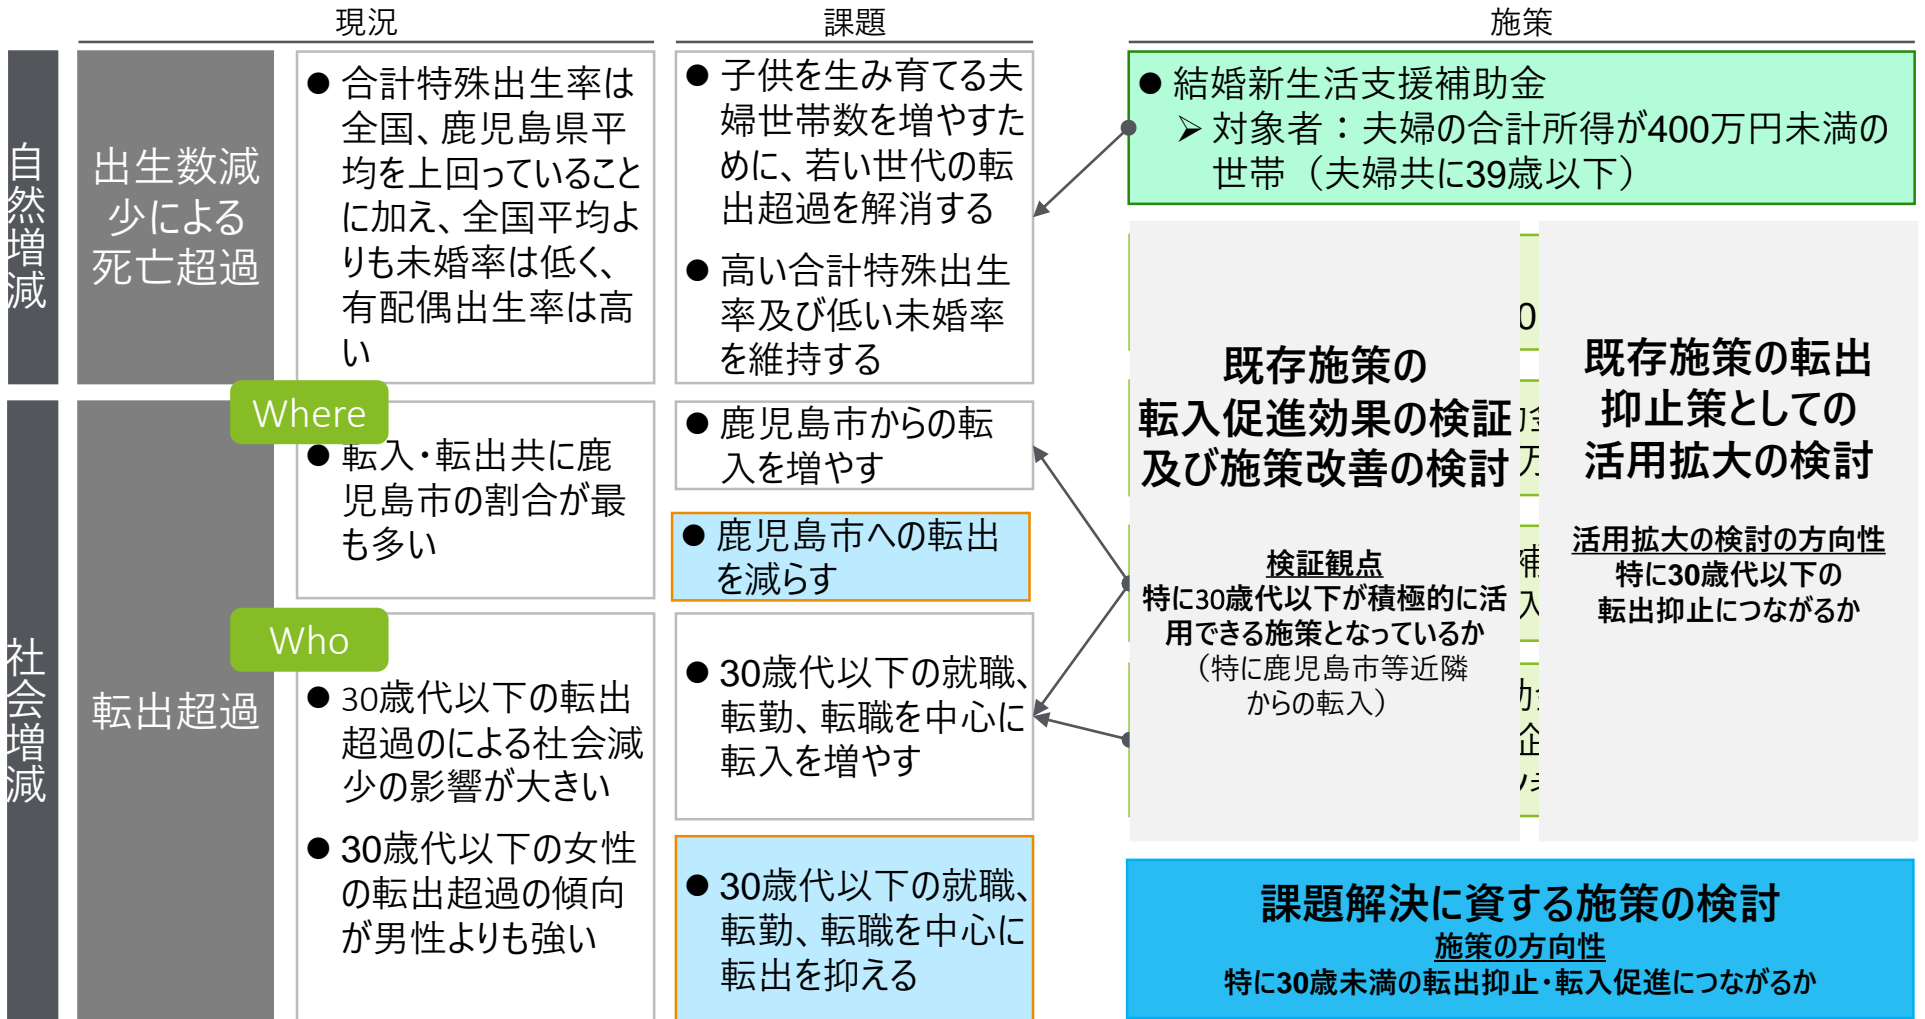 現況
課題
施策
自然増減
出生数減
少による
死亡超過
● 合計特殊出生率は
全国、鹿児島県平
均を上回っていること
に加え、全国平均よ
りも未婚率は低く、
有配偶出生率は高
い
● 子供を生み育てる夫
婦世帯数を増やすた
めに、若い世代の転
出超過を解消する
● 高い合計特殊出生
率及び低い未婚率
を維持する
● 結婚新生活支援補助金
➢ 対象者：夫婦の合計所得が400万円未満の
世帯（夫婦共に39歳以下）
社会増減
転出超過
Where
● 転入・転出共に鹿
児島市の割合が最
も多い
● 鹿児島市からの転
入を増やす
● 鹿児島市への転出
を減らす
Who
● 30歳代以下の転出
超過のによる社会減
少の影響が大きい
● 30歳代以下の女性
の転出超過の傾向
が男性よりも強い
● 30歳代以下の就職、
転勤、転職を中心に
転入を増やす
● 30歳代以下の就職、
転勤、転職を中心に
転出を抑える
既存施策の
転入促進効果の検証
及び施策改善の検討
検証観点
特に30歳代以下が積極的に活
用できる施策となっているか
（特に鹿児島市等近隣
からの転入）
既存施策の転出
抑止策としての
活用拡大の検討
活用拡大の検討の方向性
特に30歳代以下の
転出抑止につながるか
課題解決に資する施策の検討
施策の方向性
特に30歳未満の転出抑止・転入促進につながるか